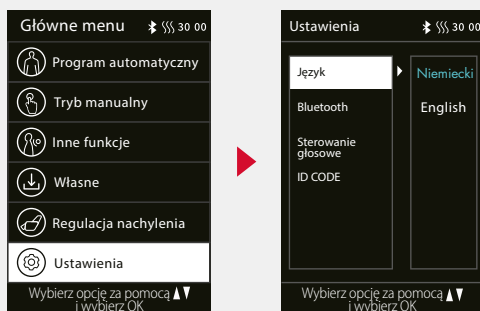 Główne menu 30 00
Program automatyczny
Tryb manualny
Inne funkcje
Własne
Regulacja nachylenia
Ustawienia
Wybierz opcję za pomocą ▲▼
i wybierz OK
Ustawienia 30 00
Język
Niemiecki
Bluetooth
English
Sterowanie
głosowe
ID CODE
Wybierz opcję za pomocą ▲▼
i wybierz OK